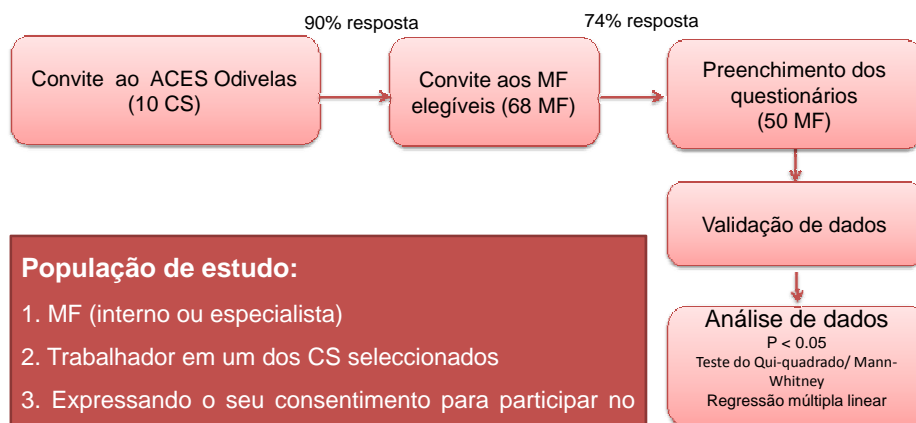 90% resposta
74% resposta
Convite ao ACES Odivelas
(10 CS)
Convite aos MF
elegíveis (68 MF)
Preenchimento dos
questionários
(50 MF)
Validação de dados
Análise de dados
P < 0.05
Teste do Qui-quadrado/ Mann-
Whitney
Regressão múltipla linear
População de estudo:
1. MF (interno ou especialista)
2. Trabalhador em um dos CS seleccionados
3. Expressando o seu consentimento para participar no